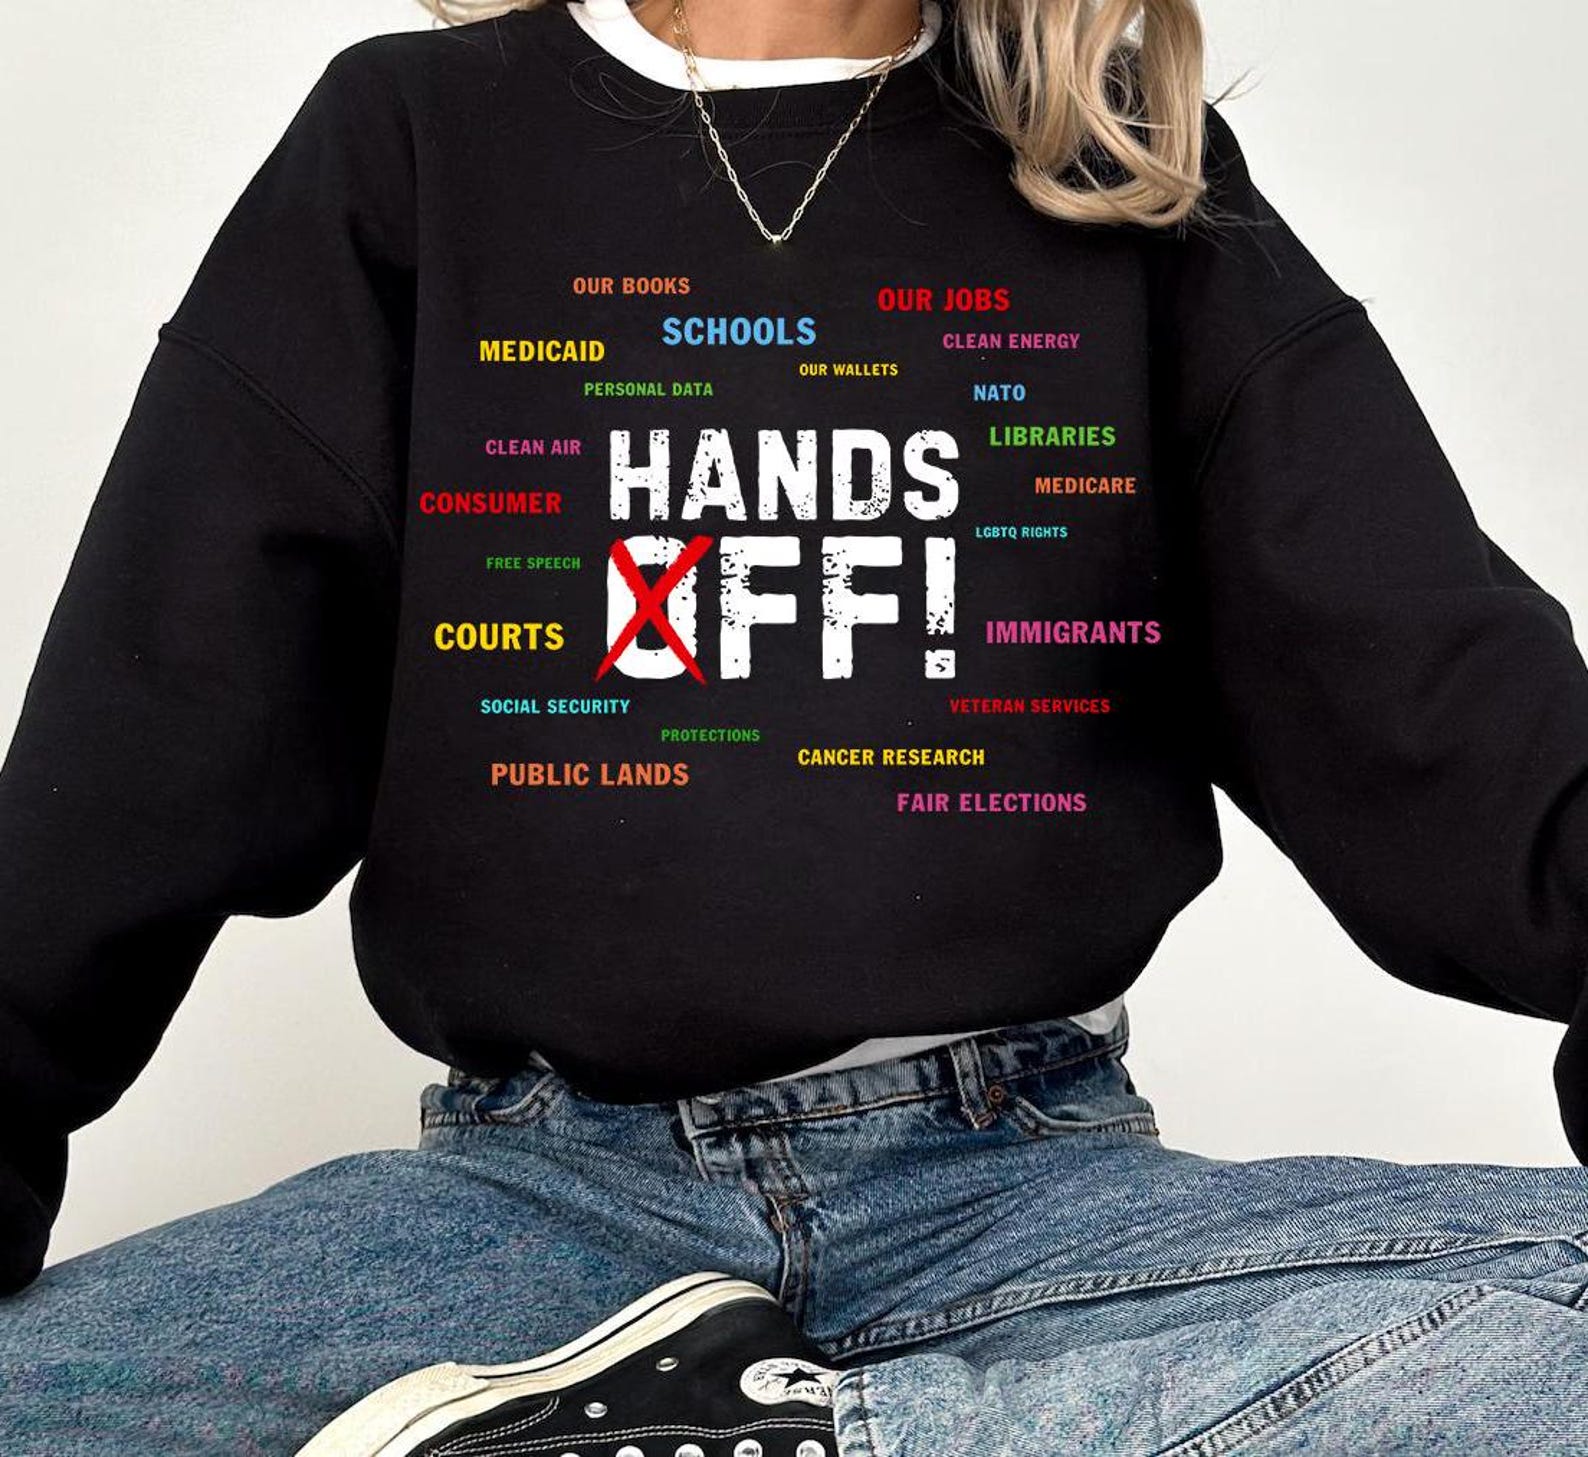 OUR BOOKS
OUR JOBS
SCHOOLS
CLEAN ENERGY
MEDICAID
OUR WALLETS
PERSONAL DATA
NATO
LIBRARIES
CLEAN AIR
HANDS
MEDICARE
CONSUMER
LGBTQ RIGHTS
FREE SPEECH
OFF!
COURTS
IMMIGRANTS
SOCIAL SECURITY
VETERAN SERVICES
PROTECTIONS
CANCER RESEARCH
PUBLIC LANDS
FAIR ELECTIONS